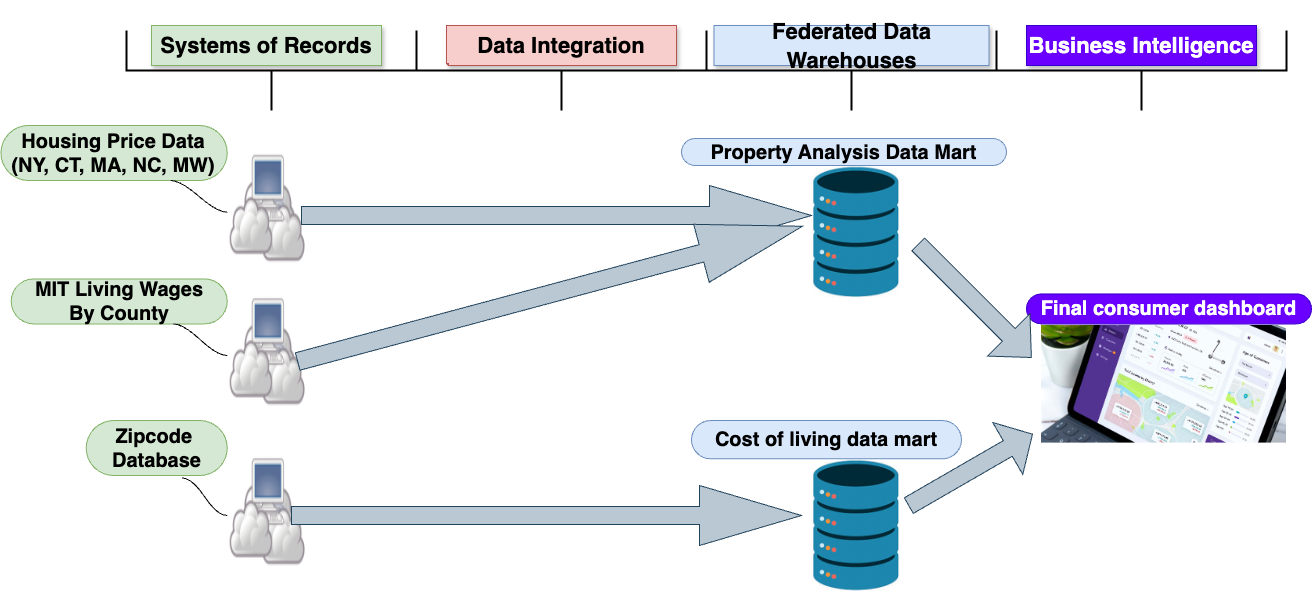 Systems of Records
Data Integration
Federated Data
Warehouses
Business Intelligence
Housing Price Data
(NY, CT, MA, NC, MW)
Property Analysis Data Mart
MIT Living Wages
By County
Final consumer dashboard
Zipcode
Database
Cost of living data mart